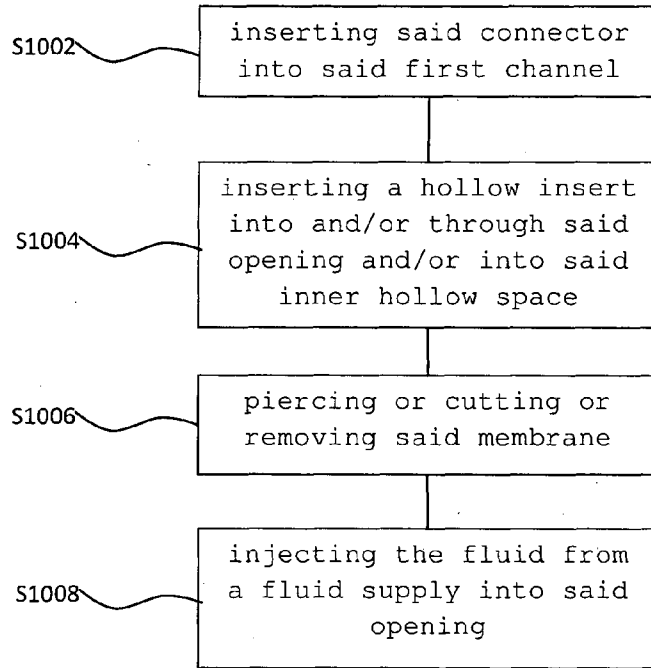 S1002
inserting said connector
into said first channel
S1004
inserting a hollow insert
into and/or through said
opening and/or into said
inner hollow space
S1006
piercing or cutting or
removing said membrane
S1008
injecting the fluid from
a fluid supply into said
opening